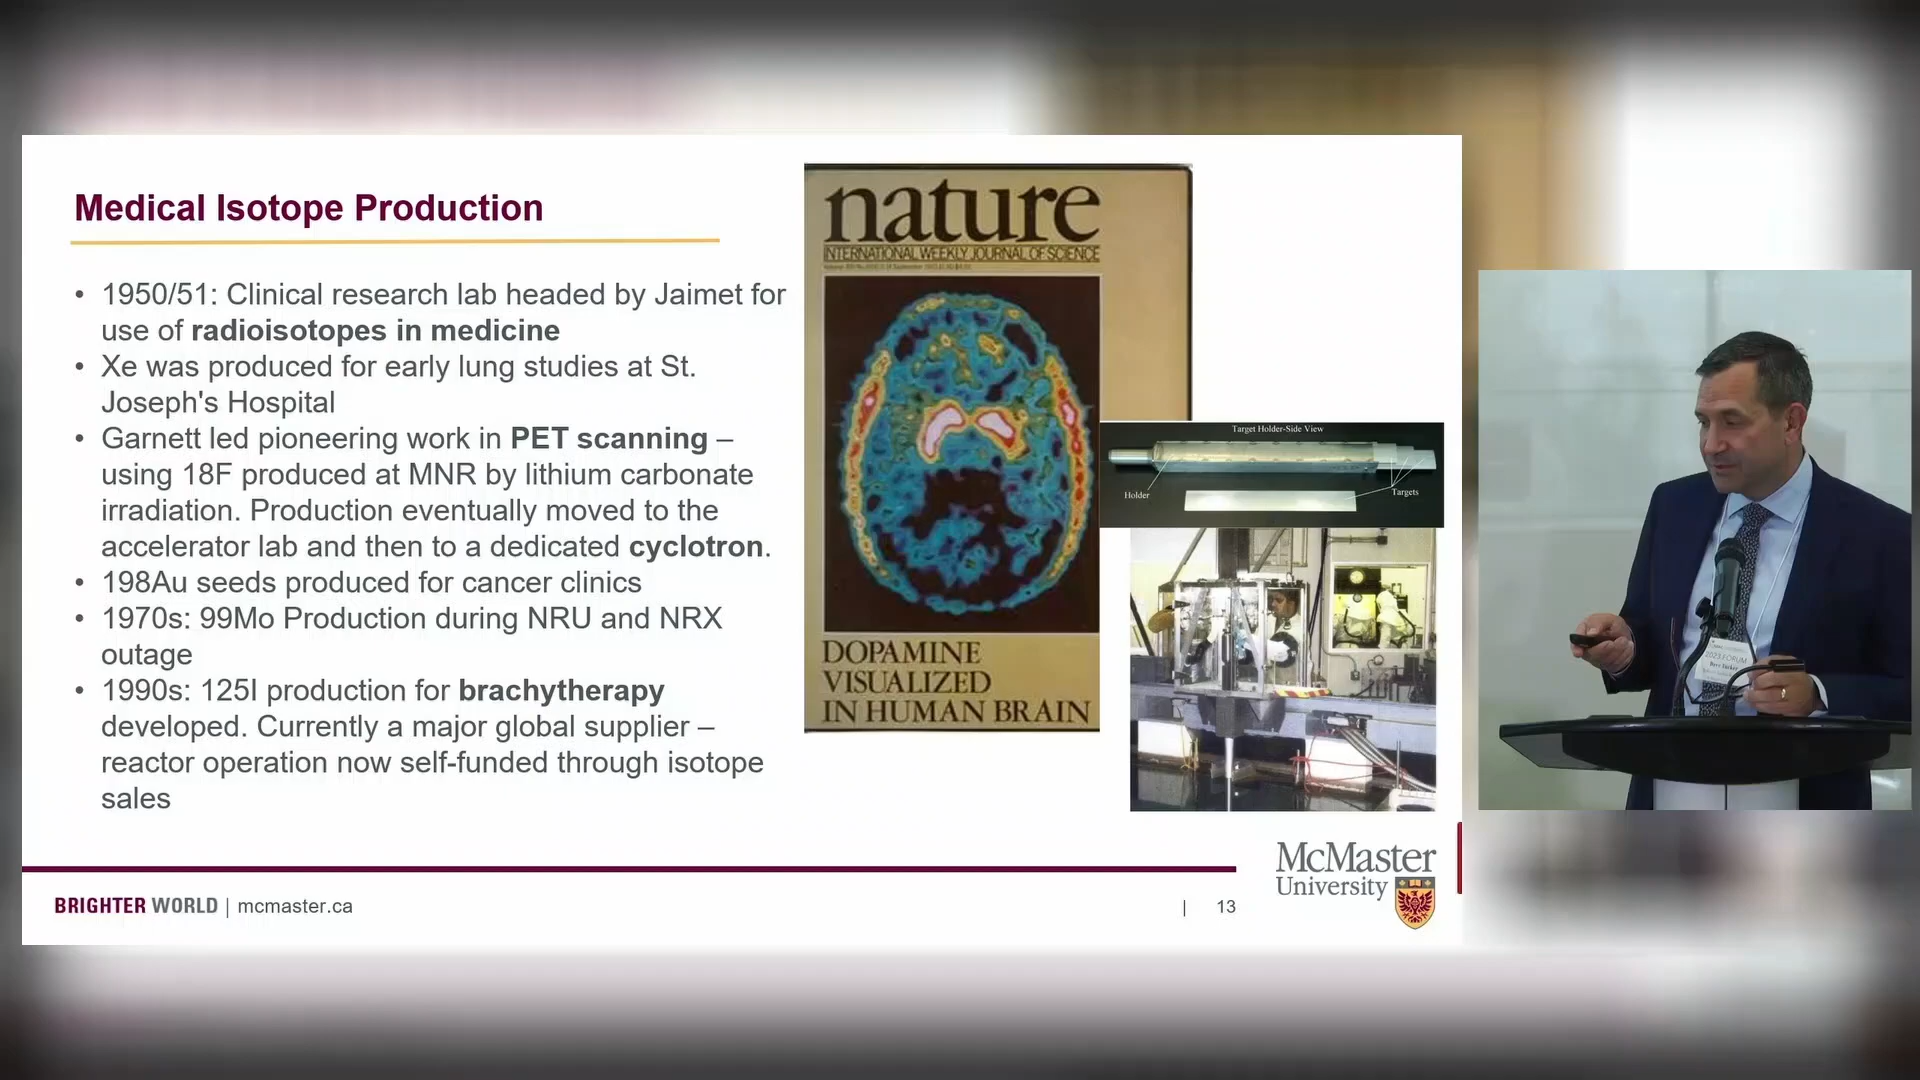 Medical Isotope Production
• 1950/51: Clinical research lab headed by Jaimet for
use of radioisotopes in medicine
• Xe was produced for early lung studies at St.
Joseph's Hospital
• Garnett led pioneering work in PET scanning –
using 18F produced at MNR by lithium carbonate
irradiation. Production eventually moved to the
accelerator lab and then to a dedicated cyclotron.
• 198Au seeds produced for cancer clinics
• 1970s: 99Mo Production during NRU and NRX
outage
• 1990s: 125I production for brachytherapy
developed. Currently a major global supplier –
reactor operation now self-funded through isotope
sales
nature
INTERNATIONAL WEEKLY JOURNAL OF SCIENCE
DOPAMINE
VISUALIZED
IN HUMAN BRAIN
Target Holder-Side View
Holder
Targets
2023 FORUM
BRIGHTER WORLD | mcmaster.ca
| 13
McMaster
University